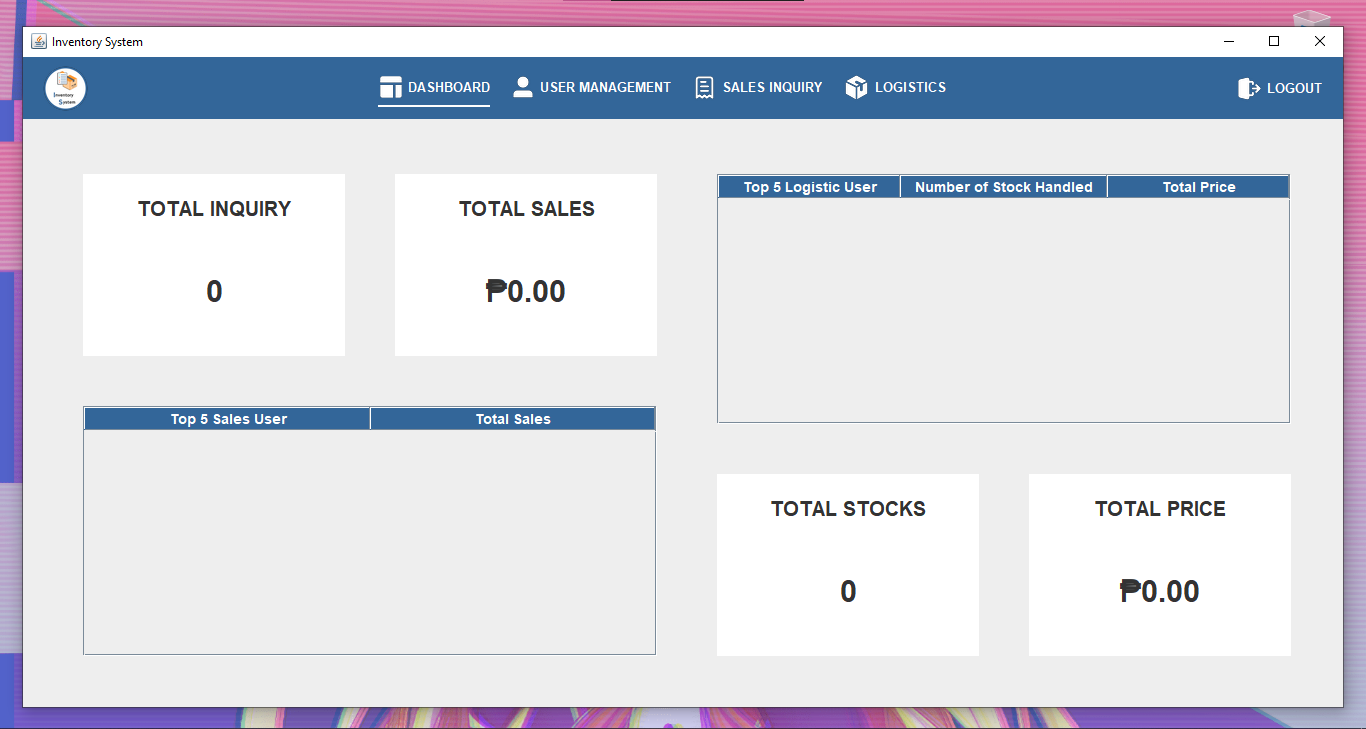 Inventory System
Inventory
System
DASHBOARD
USER MANAGEMENT
SALES INQUIRY
LOGISTICS
LOGOUT
TOTAL INQUIRY
0
TOTAL SALES
₱0.00
Top 5 Logistic User Number of Stock Handled Total Price
Top 5 Sales User Total Sales
TOTAL STOCKS
0
TOTAL PRICE
₱0.00